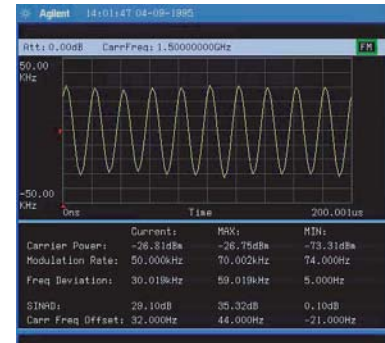 Agilent 14:01:47 04-09-1995
Att: 0.00dB CarrFreq: 1.50000000GHz FM
50.00
KHz
-50.00
KHz
0ns Time 200.001us
Current: MAX: MIN:
Carrier Power: -26.81dBm -26.75dBm -73.31dBm
Modulation Rate: 50.000kHz 70.002kHz 74.000Hz
Freq Deviation: 30.019kHz 59.019kHz 5.000Hz
SINAD: 29.10dB 35.32dB 0.10dB
Carr Freq Offset: 32.000Hz 44.000Hz -21.000Hz